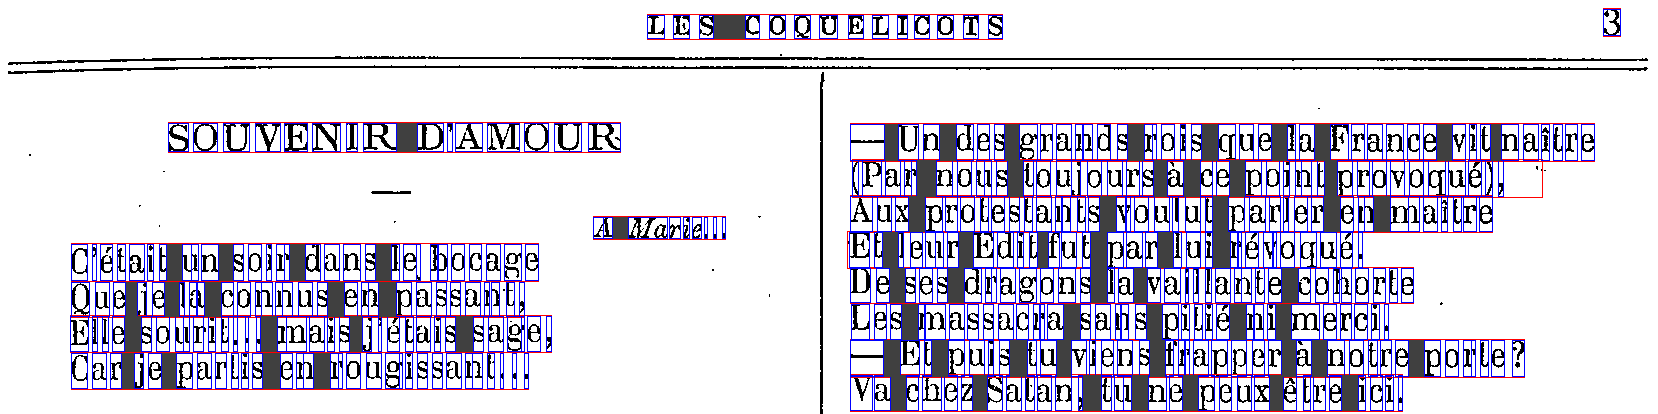 LES COQUELICOTS
3
SOUVENIR D'AMOUR
A Marie...
C'était un soir dans le bocage
Que je la connus en passant,
Elle sourit... mais j'étais sage,
Car je partis en rougissant...
— Un des grands rois que la France vit naître
(Par nous toujours à ce point provoqué),
Aux protestants voulut parler en maître
Et leur Edit fut par lui révoqué.
De ses dragons la vaillante cohorte
Les massacra sans pitié ni merci.
— Et puis tu viens frapper à notre porte ?
Va chez Satan, tu ne peux être ici.